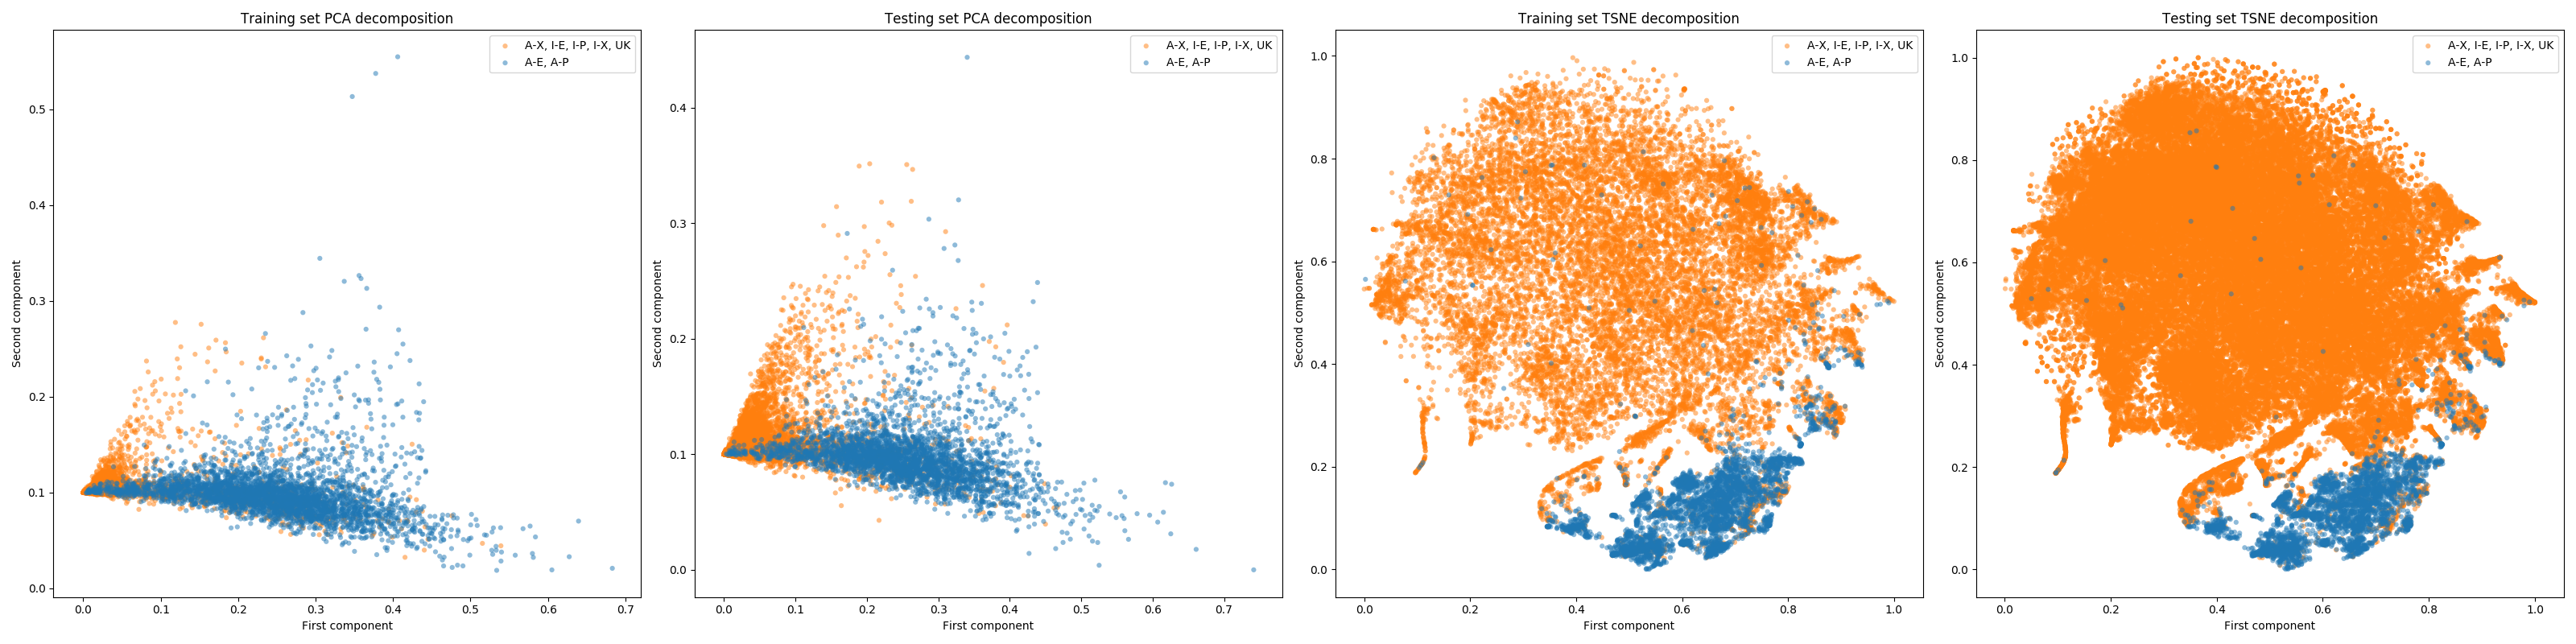 Training set PCA decomposition
A-X, I-E, I-P, I-X, UK
A-E, A-P
Second component
0.5
0.4
0.3
0.2
0.1
0.0
0.0 0.1 0.2 0.3 0.4 0.5 0.6 0.7
First component
Testing set PCA decomposition
A-X, I-E, I-P, I-X, UK
A-E, A-P
Second component
0.4
0.3
0.2
0.1
0.0
0.0 0.1 0.2 0.3 0.4 0.5 0.6 0.7
First component
Training set TSNE decomposition
A-X, I-E, I-P, I-X, UK
A-E, A-P
Second component
1.0
0.8
0.6
0.4
0.2
0.0
0.0 0.2 0.4 0.6 0.8 1.0
First component
Testing set TSNE decomposition
A-X, I-E, I-P, I-X, UK
A-E, A-P
Second component
1.0
0.8
0.6
0.4
0.2
0.0
0.0 0.2 0.4 0.6 0.8 1.0
First component